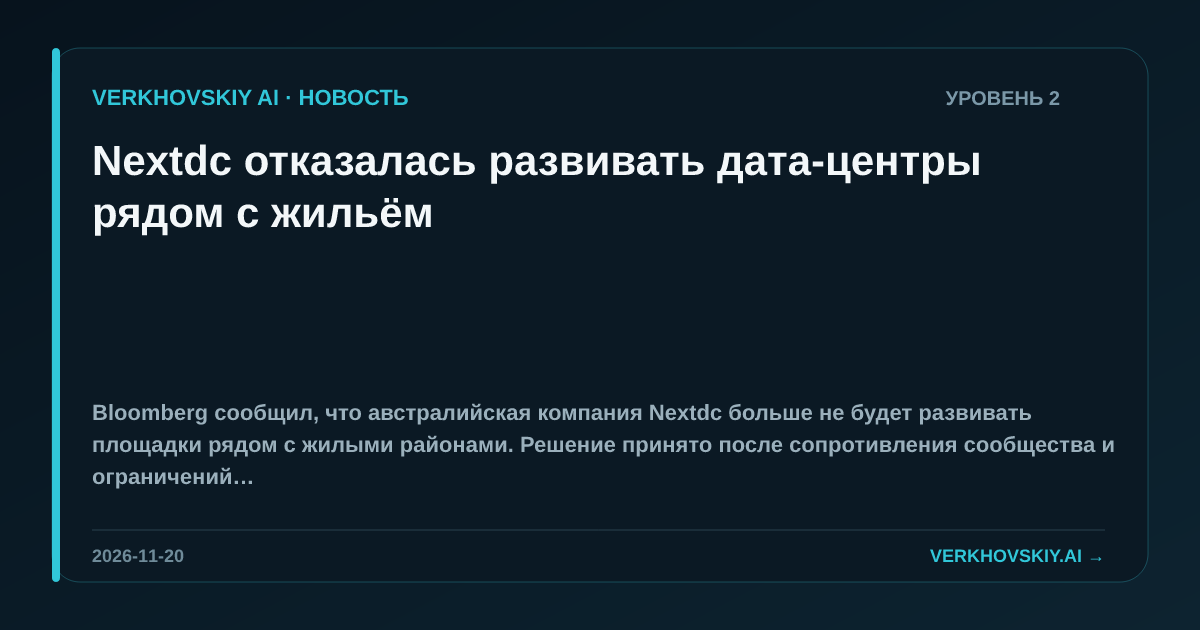 VERKHOVSKIY AI · НОВОСТЬ
УРОВЕНЬ 2
Nextdc отказалась развивать дата-центры
рядом с жильём
Bloomberg сообщил, что австралийская компания Nextdc больше не будет развивать
площадки рядом с жилыми районами. Решение принято после сопротивления сообщества и
ограничений…
2026-11-20
VERKHOVSKIY.AI →